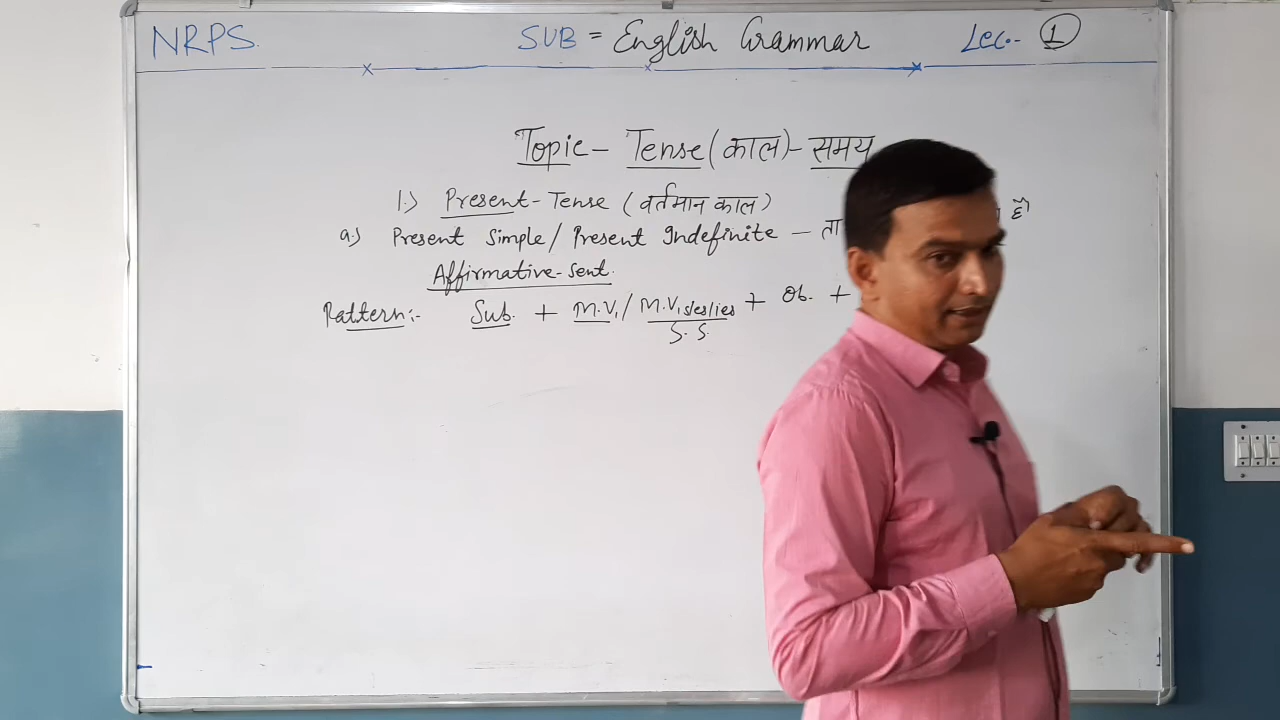 NRPS. SUB = English Grammar Lec:- 1
Topic - Tense (काल) - समय
1.) Present - Tense (वर्तमान काल)
a.) Present Simple / Present Indefinite - ता हैं
Affirmative - Sent.
Pattern:- Sub. + M.V₁ / M.V₁ s/es/ies + Ob. +
S. S.